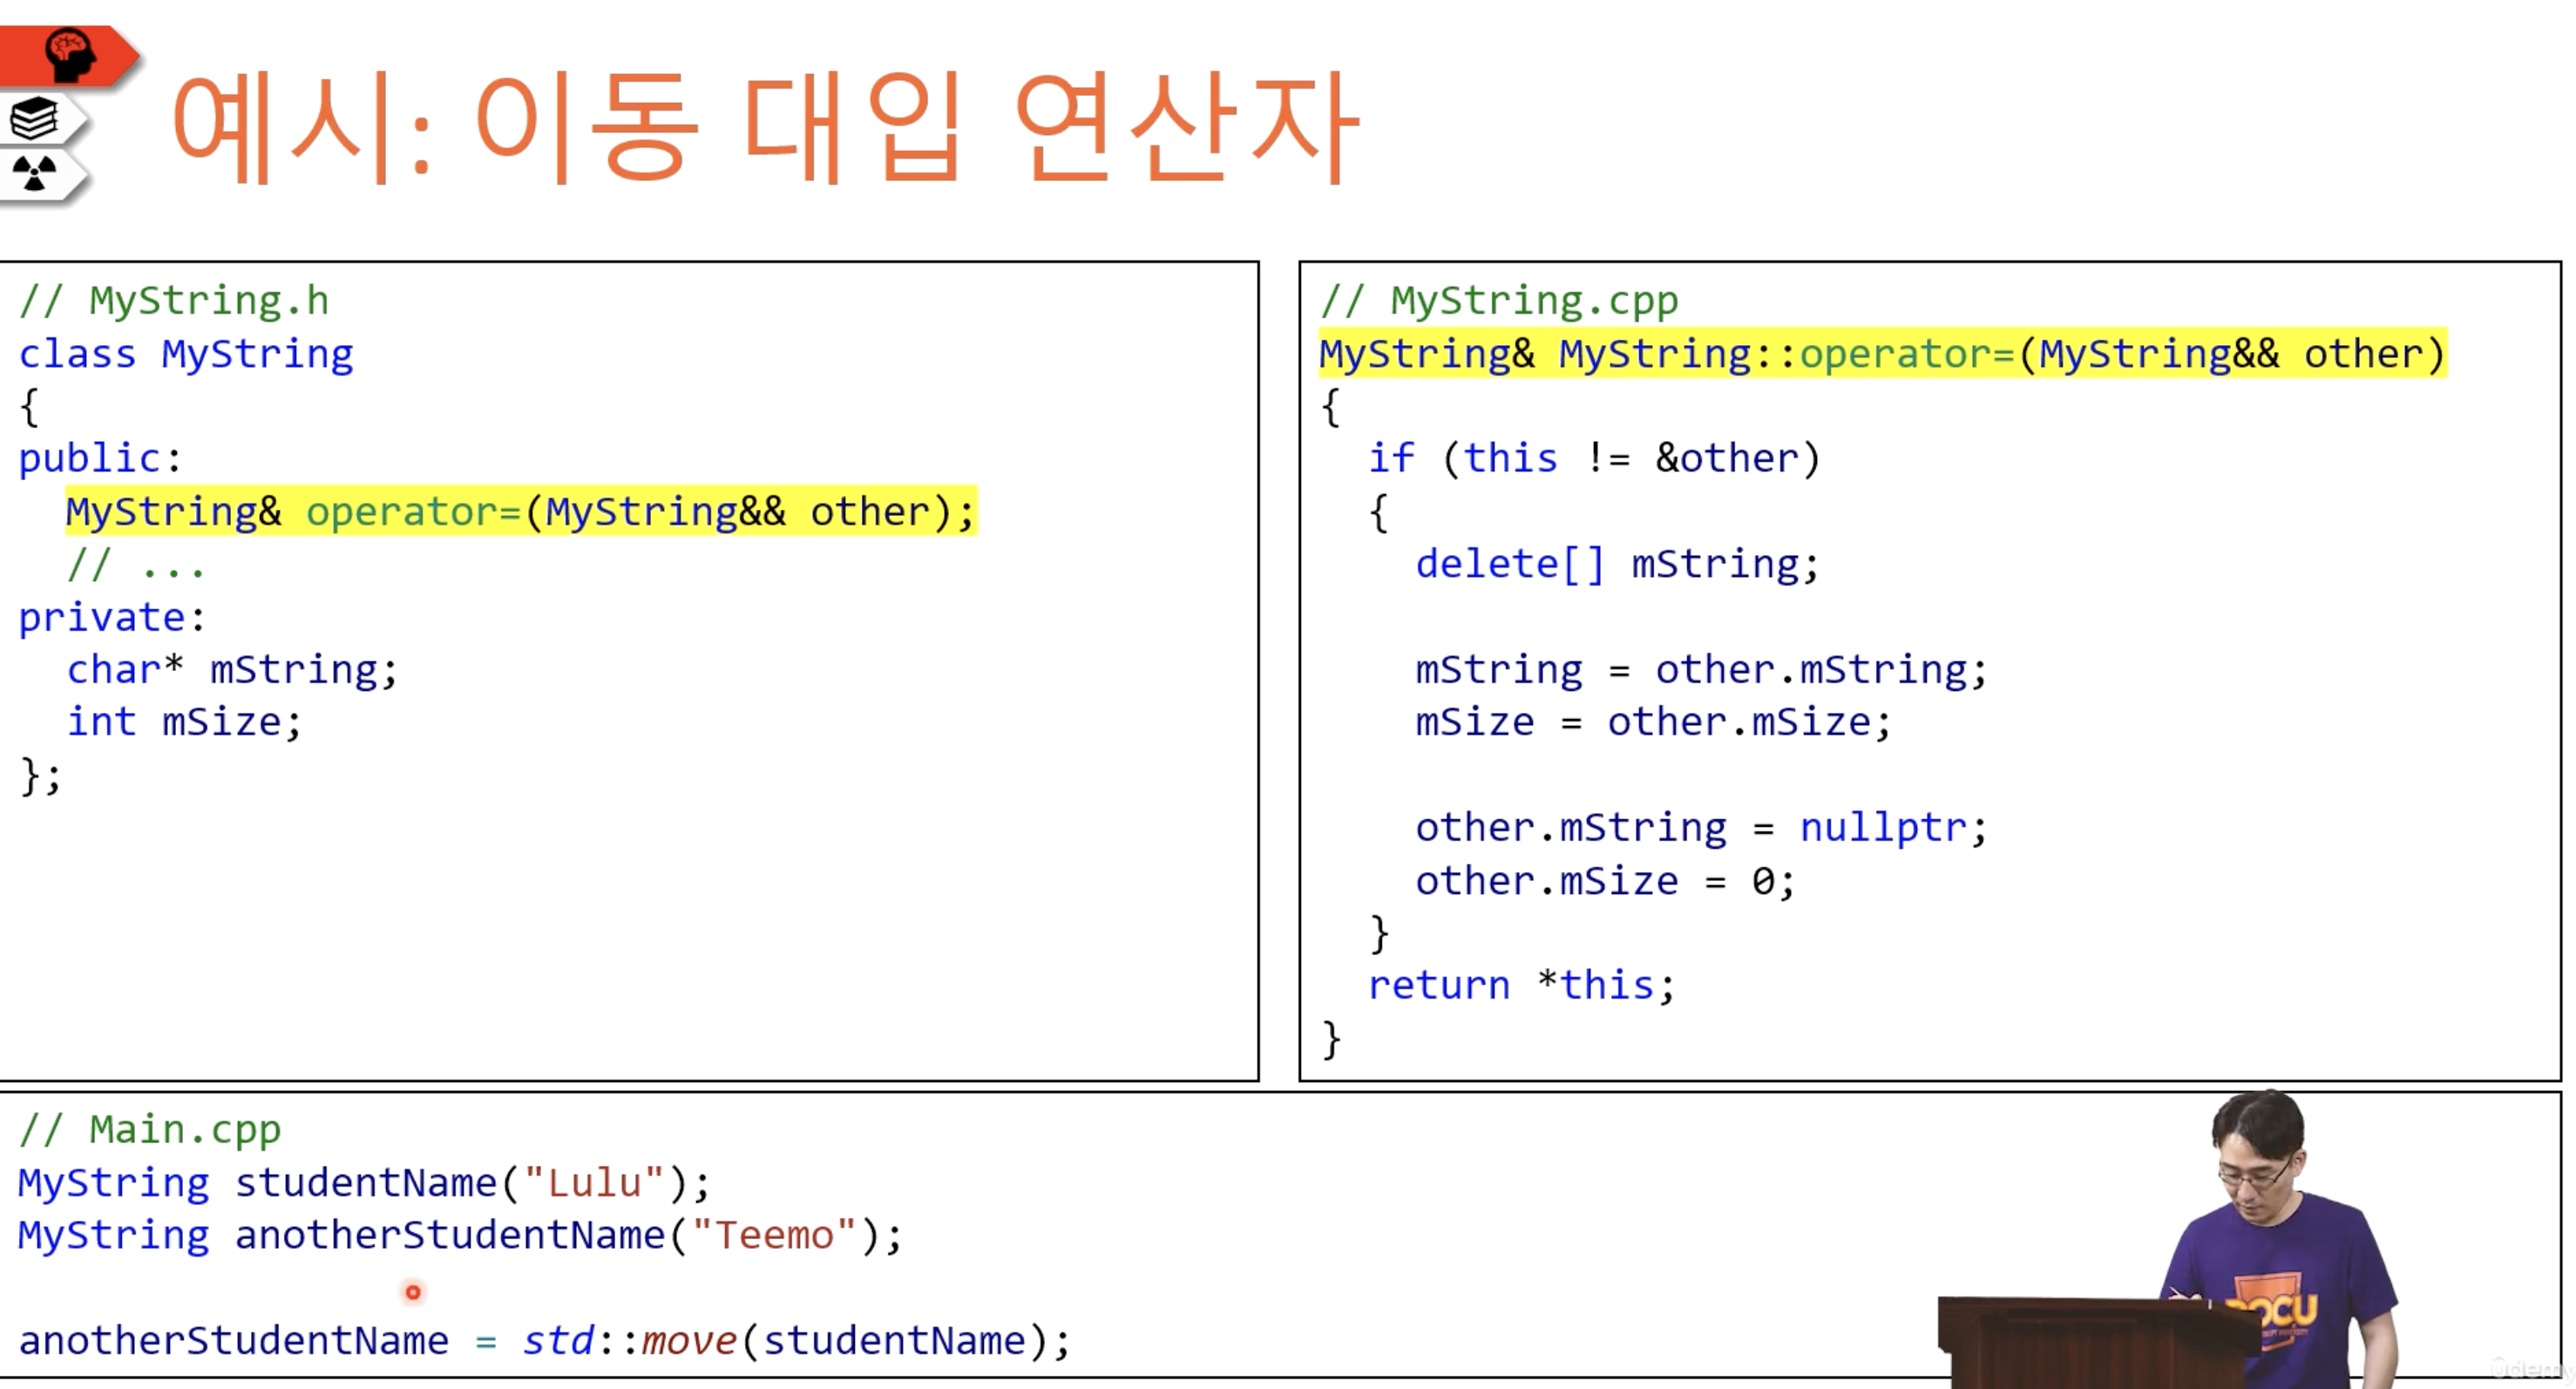 예시: 이동 대입 연산자
// MyString.h
class MyString
{
public:
  MyString& operator=(MyString&& other);
  // ...
private:
  char* mString;
  int mSize;
};
// MyString.cpp
MyString& MyString::operator=(MyString&& other)
{
  if (this != &other)
  {
    delete[] mString;

    mString = other.mString;
    mSize = other.mSize;

    other.mString = nullptr;
    other.mSize = 0;
  }
  return *this;
}
// Main.cpp
MyString studentName("Lulu");
MyString anotherStudentName("Teemo");

anotherStudentName = std::move(studentName);
POCU
udemy